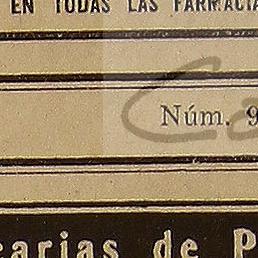 EN TODAS LAS FARMACIA
Núm. 9
carias de P